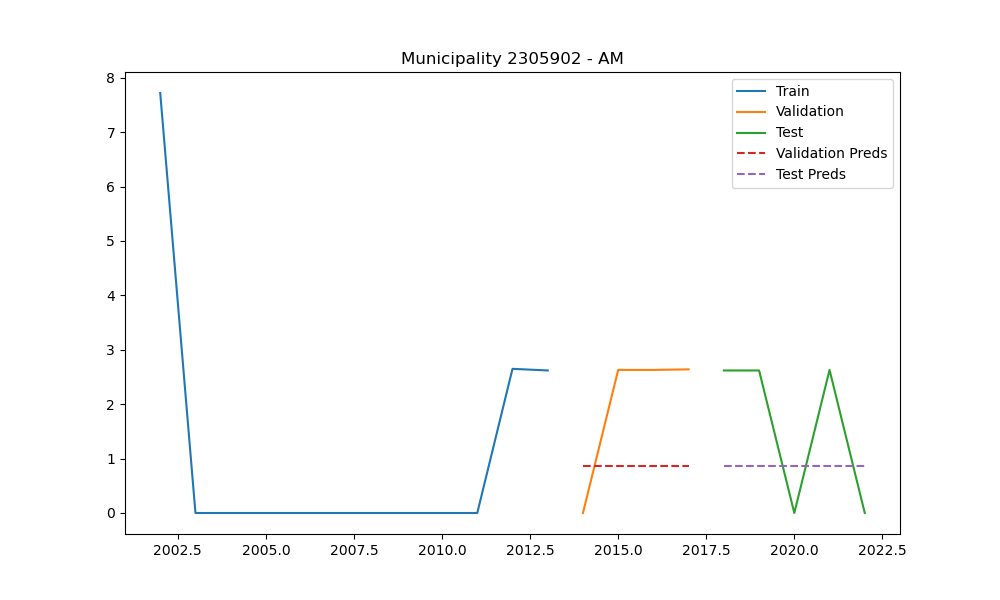 Municipality 2305902 - AM
8
7
6
5
4
3
2
1
0
Train
Validation
Test
Validation Preds
Test Preds
2002.5 2005.0 2007.5 2010.0 2012.5 2015.0 2017.5 2020.0 2022.5